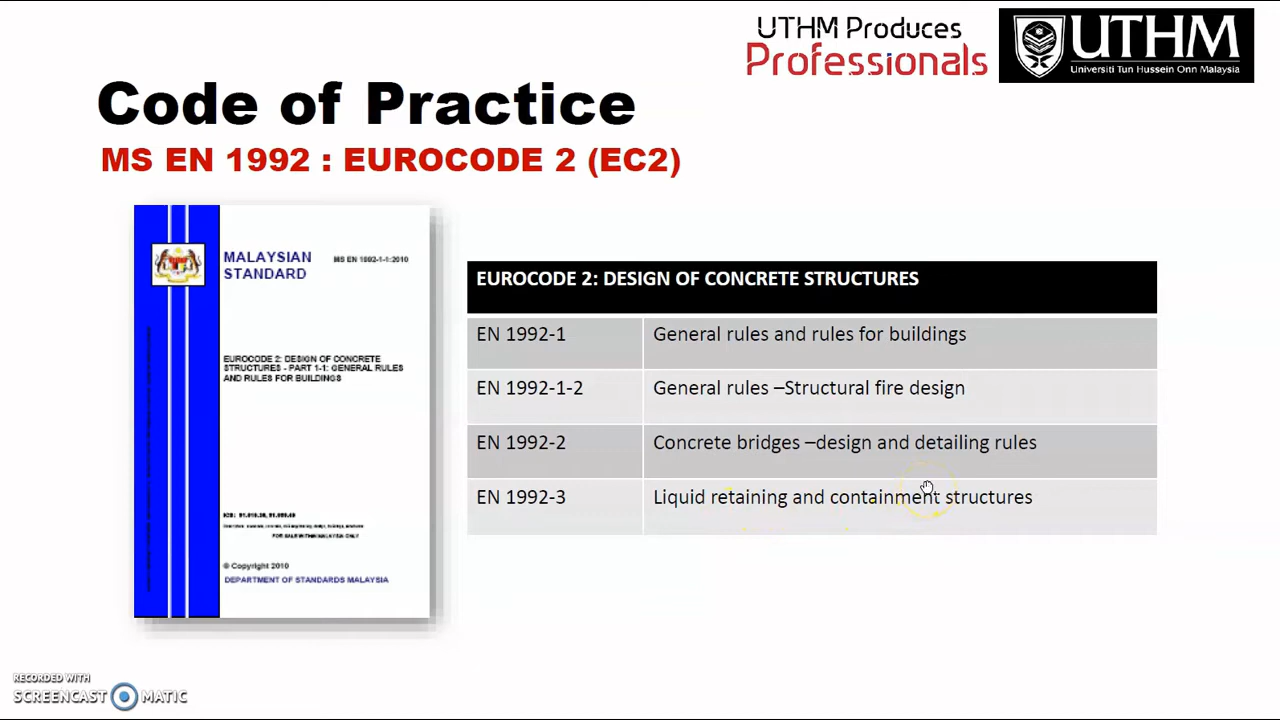 UTHM Produces
Professionals
UTHM
Universiti Tun Hussein Onn Malaysia
Code of Practice
MS EN 1992 : EUROCODE 2 (EC2)
MALAYSIAN
STANDARD
MS EN 1992-1-1:2010
EUROCODE 2: DESIGN OF CONCRETE
STRUCTURES - PART 1-1: GENERAL RULES
AND RULES FOR BUILDINGS
FOR SALE WITHIN MALAYSIA ONLY
© Copyright 2010
DEPARTMENT OF STANDARDS MALAYSIA
EUROCODE 2: DESIGN OF CONCRETE STRUCTURES
EN 1992-1 General rules and rules for buildings
EN 1992-1-2 General rules –Structural fire design
EN 1992-2 Concrete bridges –design and detailing rules
EN 1992-3 Liquid retaining and containment structures
RECORDED WITH
SCREENCAST MATIC